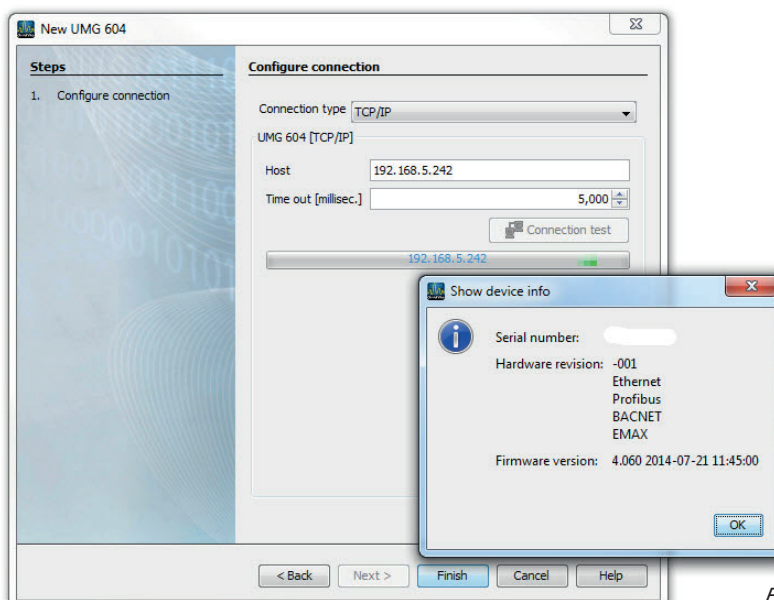 New UMG 604
Steps
1. Configure connection
Configure connection
Connection type TCP/IP
UMG 604 [TCP/IP]
Host 192.168.5.242
Time out [millisec.] 5,000
Connection test
192.168.5.242
Show device info
Serial number:
Hardware revision: -001
Ethernet
Profibus
BACNET
EMAX
Firmware version: 4.060 2014-07-21 11:45:00
OK
< Back Next > Finish Cancel Help
A